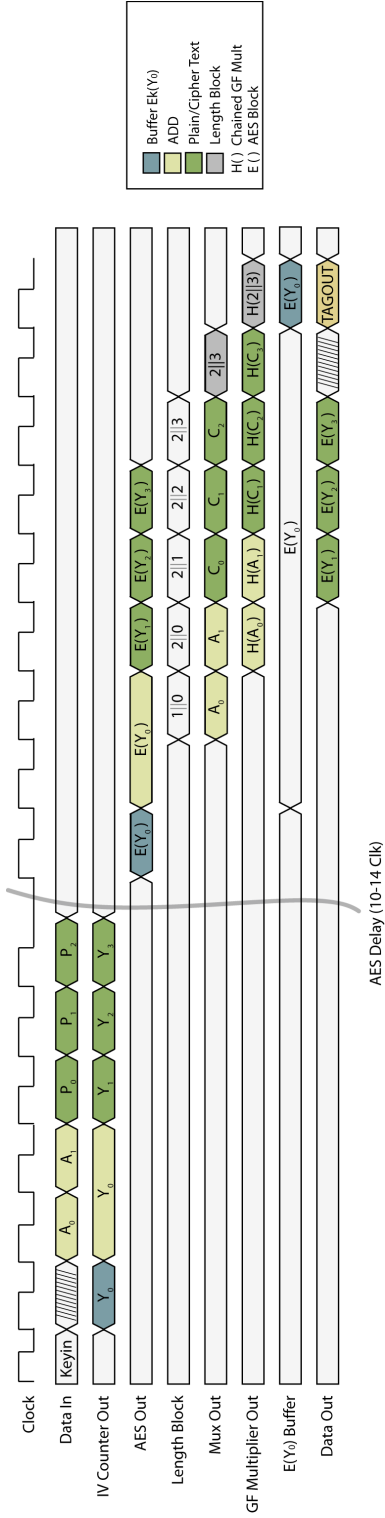 Clock
Data In Keyin A₀ A₁ P₀ P₁ P₂
IV Counter Out Y₀ Y₀ Y₁ Y₂ Y₃
AES Out E(Y₀) E(Y₀) E(Y₁) E(Y₂) E(Y₃)
Length Block 1||0 2||0 2||1 2||2 2||3
Mux Out A₀ A₁ C₀ C₁ C₂ 2||3
GF Multiplier Out H(A₀) H(A₁) H(C₁) H(C₂) H(C₃) H(2||3)
E(Y₀) Buffer E(Y₀) E(Y₀)
Data Out E(Y₁) E(Y₂) E(Y₃) TAGOUT
AES Delay (10-14 Clk)
Buffer Ek(Y₀)
ADD
Plain/Cipher Text
Length Block
H() Chained GF Mult
E() AES Block